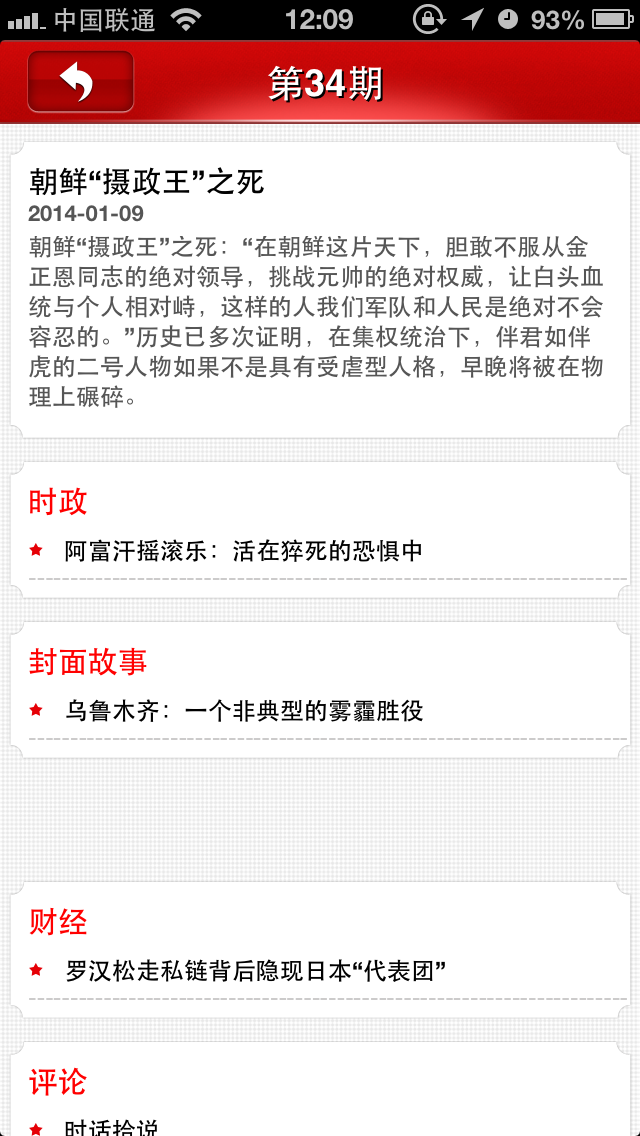 中国联通 12:09 93%
第34期
朝鲜“摄政王”之死
2014-01-09
朝鲜“摄政王”之死：“在朝鲜这片天下，胆敢不服从金
正恩同志的绝对领导，挑战元帅的绝对权威，让白头血
统与个人相对峙，这样的人我们军队和人民是绝对不会
容忍的。”历史已多次证明，在集权统治下，伴君如伴
虎的二号人物如果不是具有受虐型人格，早晚将被在物
理上碾碎。
时政
阿富汗摇滚乐：活在猝死的恐惧中
封面故事
乌鲁木齐：一个非典型的雾霾胜役
财经
罗汉松走私链背后隐现日本“代表团”
评论
时话拾说